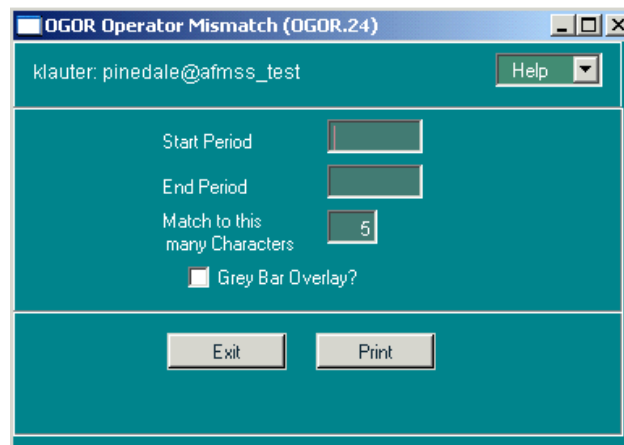 OGOR Operator Mismatch (OGOR.24)
klauter: pinedale@afmss_test
Help
Start Period
End Period
Match to this
many Characters
5
Grey Bar Overlay?
Exit
Print